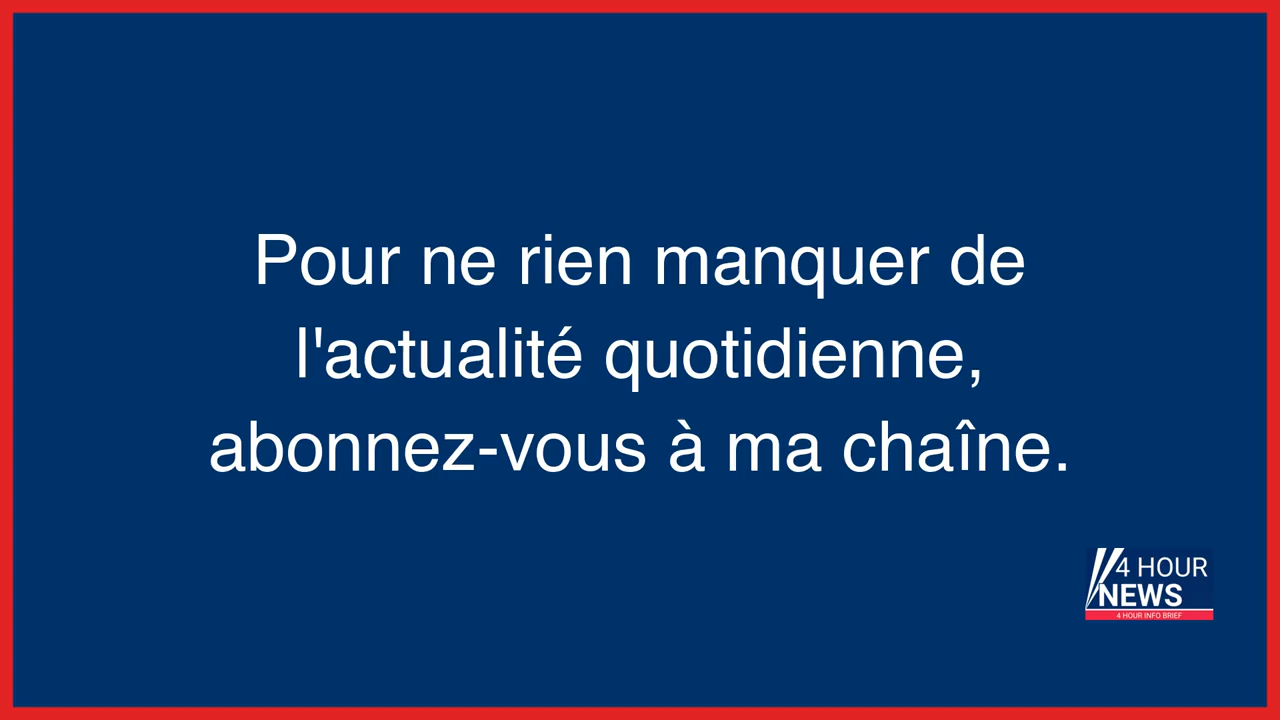 Pour ne rien manquer de
l'actualité quotidienne,
abonnez-vous à ma chaîne.
4 HOUR
NEWS
4 HOUR INFO BRIEF